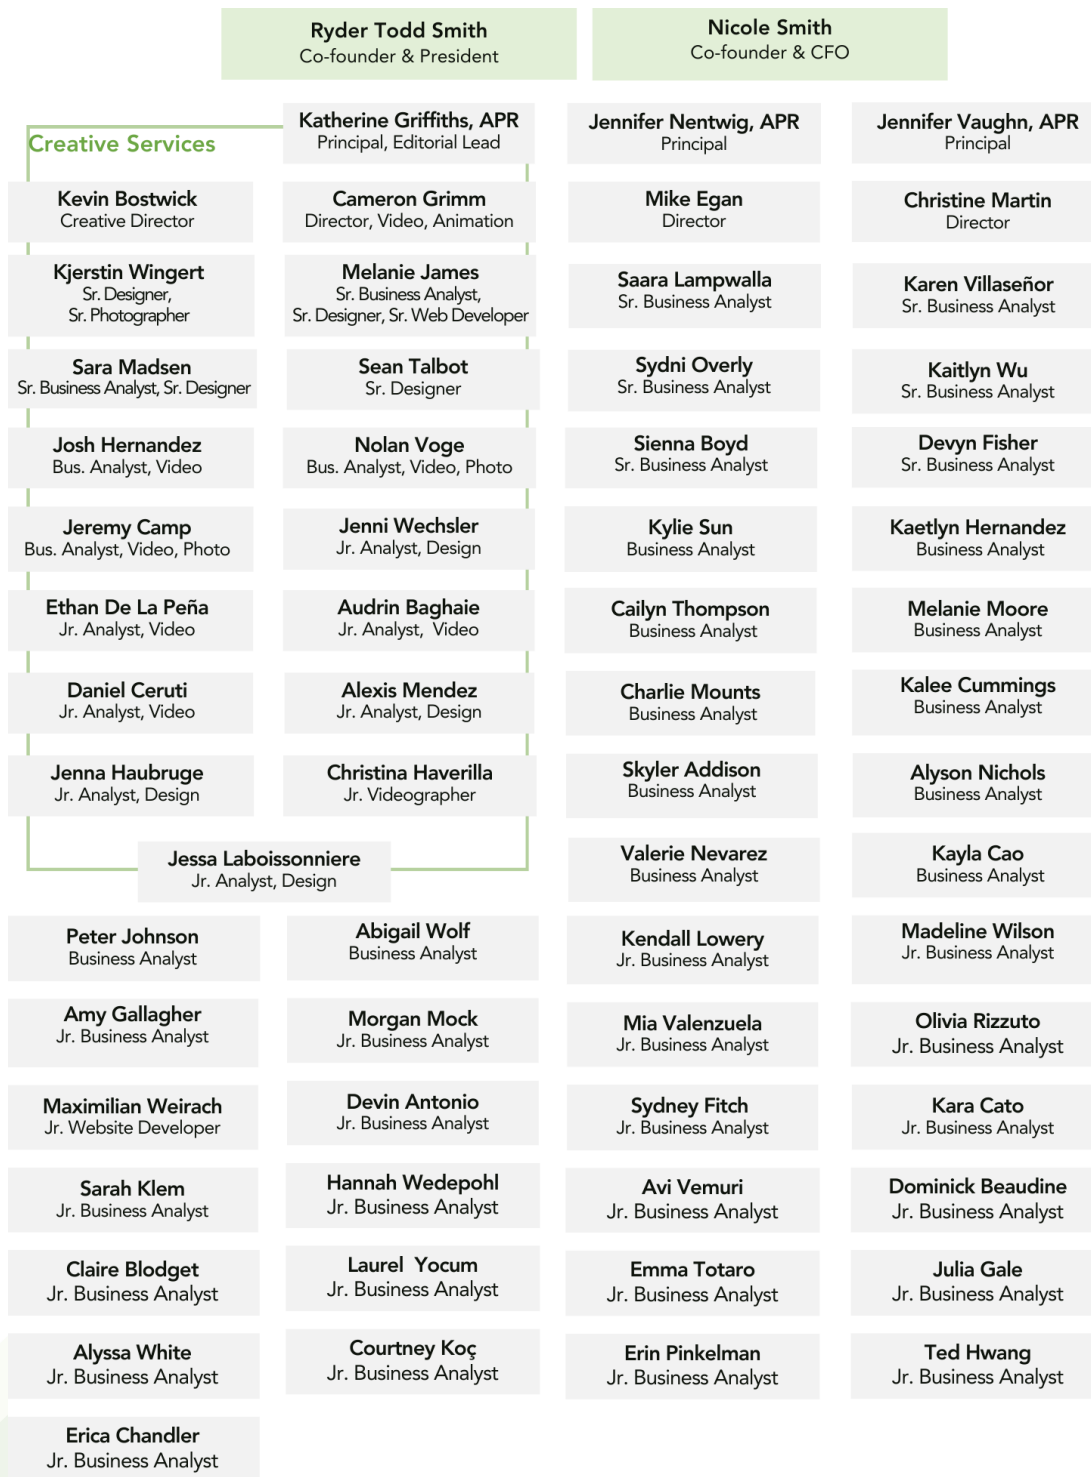 Ryder Todd Smith
Co-founder & President
Nicole Smith
Co-founder & CFO
Creative Services
Katherine Griffiths, APR
Principal, Editorial Lead
Jennifer Nentwig, APR
Principal
Jennifer Vaughn, APR
Principal
Kevin Bostwick
Creative Director
Cameron Grimm
Director, Video, Animation
Mike Egan
Director
Christine Martin
Director
Kjerstin Wingert
Sr. Designer,
Sr. Photographer
Melanie James
Sr. Business Analyst,
Sr. Designer, Sr. Web Developer
Saara Lampwalla
Sr. Business Analyst
Karen Villaseñor
Sr. Business Analyst
Sara Madsen
Sr. Business Analyst, Sr. Designer
Sean Talbot
Sr. Designer
Sydni Overly
Sr. Business Analyst
Kaitlyn Wu
Sr. Business Analyst
Josh Hernandez
Bus. Analyst, Video
Nolan Voge
Bus. Analyst, Video, Photo
Sienna Boyd
Sr. Business Analyst
Devyn Fisher
Sr. Business Analyst
Jeremy Camp
Bus. Analyst, Video, Photo
Jenni Wechsler
Jr. Analyst, Design
Kylie Sun
Business Analyst
Kaetlyn Hernandez
Business Analyst
Ethan De La Peña
Jr. Analyst, Video
Audrin Baghaie
Jr. Analyst, Video
Cailyn Thompson
Business Analyst
Melanie Moore
Business Analyst
Daniel Ceruti
Jr. Analyst, Video
Alexis Mendez
Jr. Analyst, Design
Charlie Mounts
Business Analyst
Kalee Cummings
Business Analyst
Jenna Haubruge
Jr. Analyst, Design
Christina Haverilla
Jr. Videographer
Skyler Addison
Business Analyst
Alyson Nichols
Business Analyst
Jessa Laboissonniere
Jr. Analyst, Design
Valerie Nevarez
Business Analyst
Kayla Cao
Business Analyst
Peter Johnson
Business Analyst
Abigail Wolf
Business Analyst
Kendall Lowery
Jr. Business Analyst
Madeline Wilson
Jr. Business Analyst
Amy Gallagher
Jr. Business Analyst
Morgan Mock
Jr. Business Analyst
Mia Valenzuela
Jr. Business Analyst
Olivia Rizzuto
Jr. Business Analyst
Maximilian Weirach
Jr. Website Developer
Devin Antonio
Jr. Business Analyst
Sydney Fitch
Jr. Business Analyst
Kara Cato
Jr. Business Analyst
Sarah Klem
Jr. Business Analyst
Hannah Wedepohl
Jr. Business Analyst
Avi Vemuri
Jr. Business Analyst
Dominick Beaudine
Jr. Business Analyst
Claire Blodget
Jr. Business Analyst
Laurel Yocum
Jr. Business Analyst
Emma Totaro
Jr. Business Analyst
Julia Gale
Jr. Business Analyst
Alyssa White
Jr. Business Analyst
Courtney Koç
Jr. Business Analyst
Erin Pinkelman
Jr. Business Analyst
Ted Hwang
Jr. Business Analyst
Erica Chandler
Jr. Business Analyst